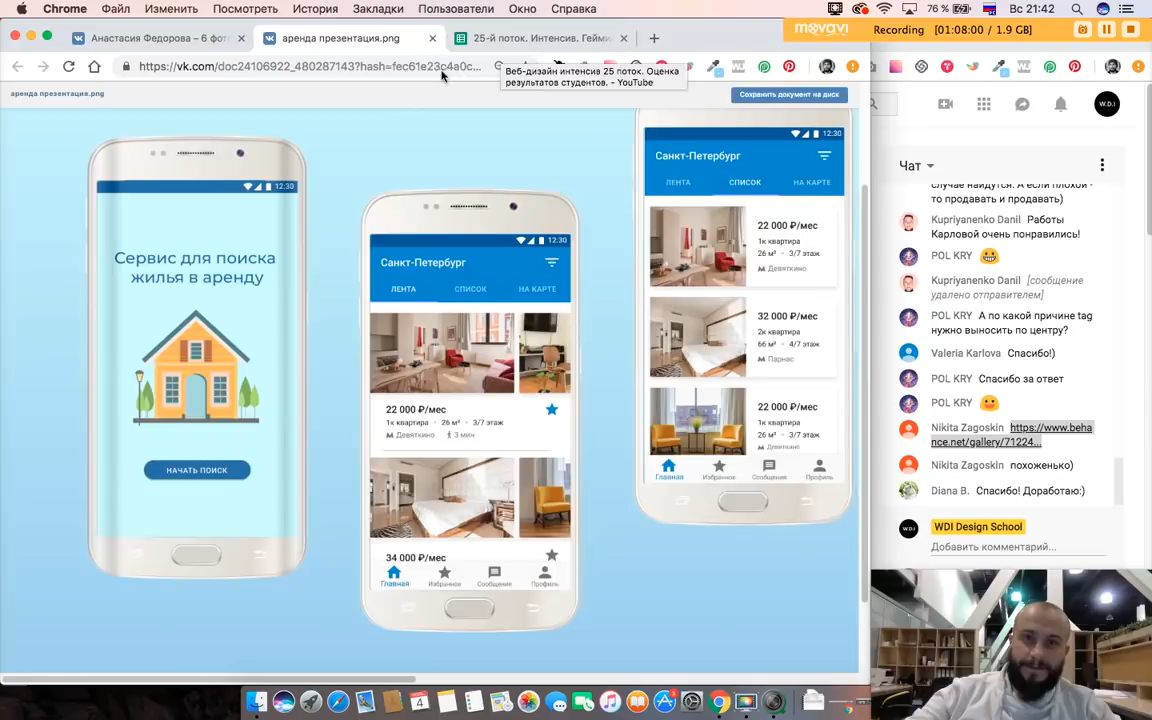 Chrome Файл Изменить Посмотреть История Закладки Пользователи Окно Справка
76 % Вс 21:42
movavi Recording | 01:08:00 / 1.9 GB |
Анастасия Федорова – 6 фот
аренда презентация.png
25-й поток. Интенсив. Гейми
https://vk.com/doc24106922_480287143?hash=fec61e23c4a0c...
Веб-дизайн интенсив 25 поток. Оценка
результатов студентов. - YouTube
аренда презентация.png
Сохранить документ на диск
12:30
Сервис для поиска
жилья в аренду
НАЧАТЬ ПОИСК
12:30
Санкт-Петербург
ЛЕНТА СПИСОК НА КАРТЕ
22 000 ₽/мес
1к квартира • 26 м² • 3/7 этаж
Девяткино 3 мин
34 000 ₽/мес
Главная Избранное Сообщение Профиль
12:30
Санкт-Петербург
ЛЕНТА СПИСОК НА КАРТЕ
22 000 ₽/мес
1к квартира
26 м² • 3/7 этаж
Девяткино
32 000 ₽/мес
2к квартира
66 м² • 4/7 этаж
Парнас
22 000 ₽/мес
1к квартира
26 м² • 3/7 этаж
Девяткино
Главная Избранное Сообщения Профиль
W.D.I
Чат
случае найдутся. А если плохой -
то продавать и продавать)
Kupriyanenko Danil Работы
Карловой очень понравились!
POL KRY
Kupriyanenko Danil [сообщение
удалено отправителем]
POL KRY А по какой причине tag
нужно выносить по центру?
Valeria Karlova Спасибо!)
POL KRY Спасибо за ответ
POL KRY
Nikita Zagoskin https://www.beha
nce.net/gallery/71224...
Nikita Zagoskin похоженько)
Diana B. Спасибо! Доработаю:)
W.D.I WDI Design School
Добавить комментарий...
4